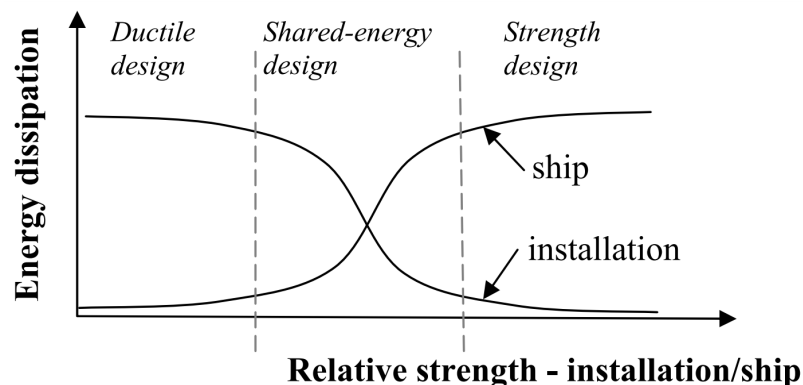 Ductile
design
Shared-energy
design
Strength
design
Energy dissipation
ship
installation
Relative strength - installation/ship